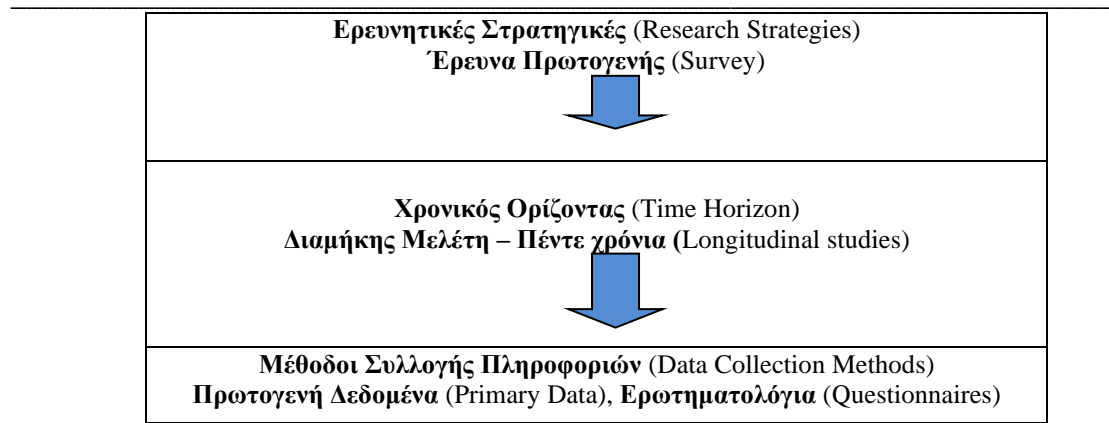 Ερευνητικές Στρατηγικές (Research Strategies)
Έρευνα Πρωτογενής (Survey)
Χρονικός Ορίζοντας (Time Horizon)
Διαμήκης Μελέτη – Πέντε χρόνια (Longitudinal studies)
Μέθοδοι Συλλογής Πληροφοριών (Data Collection Methods)
Πρωτογενή Δεδομένα (Primary Data), Ερωτηματολόγια (Questionnaires)